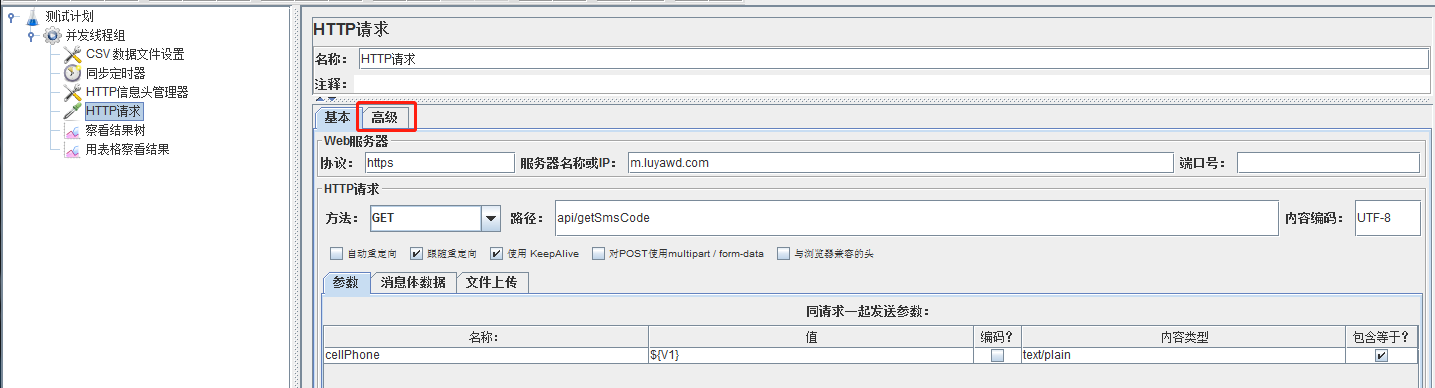 测试计划
并发线程组
CSV 数据文件设置
同步定时器
HTTP信息头管理器
HTTP请求
察看结果树
用表格察看结果
HTTP请求
名称： HTTP请求
注释：
基本 高级
Web服务器
协议： https 服务器名称或IP： m.luyawd.com 端口号：
HTTP请求
方法： GET 路径： api/getSmsCode 内容编码： UTF-8
自动重定向 跟随重定向 使用 KeepAlive 对POST使用multipart / form-data 与浏览器兼容的头
参数 消息体数据 文件上传
同请求一起发送参数：
名称： 值 编码？ 内容类型 包含等于？
cellPhone ${V1} text/plain